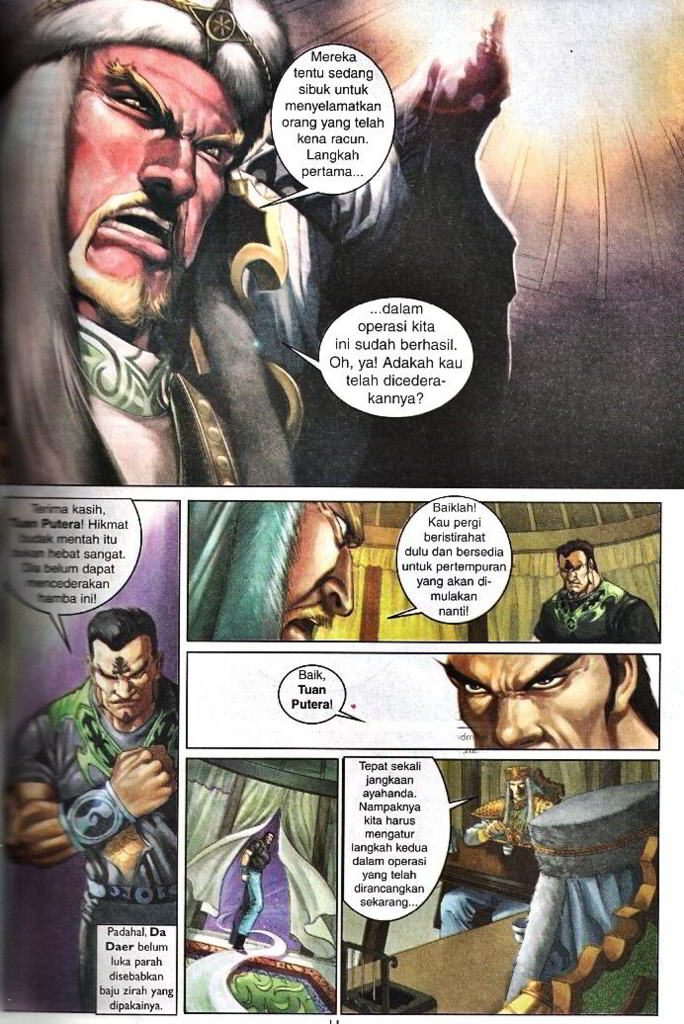 Mereka
tentu sedang
sibuk untuk
menyelamatkan
orang yang telah
kena racun.
Langkah
pertama...
...dalam
operasi kita
ini sudah berhasil.
Oh, ya! Adakah kau
telah dicedera-
kannya?
Terima kasih,
Tuan Putera! Hikmat
budak mentah itu
bukan hebat sangat.
Dia belum dapat
mencederakan
hamba ini!
Padahal, Da
Daer belum
luka parah
disebabkan
baju zirah yang
dipakainya.
Baiklah!
Kau pergi
beristirahat
dulu dan bersedia
untuk pertempuran
yang akan di-
mulakan
nanti!
Baik,
Tuan
Putera!
Tepat sekali
jangkaan
ayahanda.
Nampaknya
kita harus
mengatur
langkah kedua
dalam operasi
yang telah
dirancangkan
sekarang...